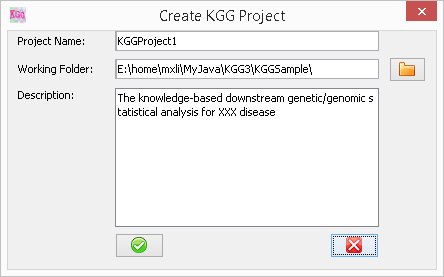 KGG
Create KGG Project
Project Name: KGGProject1
Working Folder: E:\home\mxli\MyJava\KGG3\KGGSample\
Description: The knowledge-based downstream genetic/genomic s
tatistical analysis for XXX disease